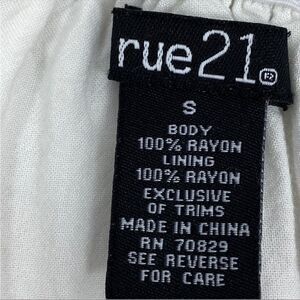 rue21
S
BODY
100% RAYON
LINING
100% RAYON
EXCLUSIVE
OF TRIMS
MADE IN CHINA
RN 70829
SEE REVERSE
FOR CARE